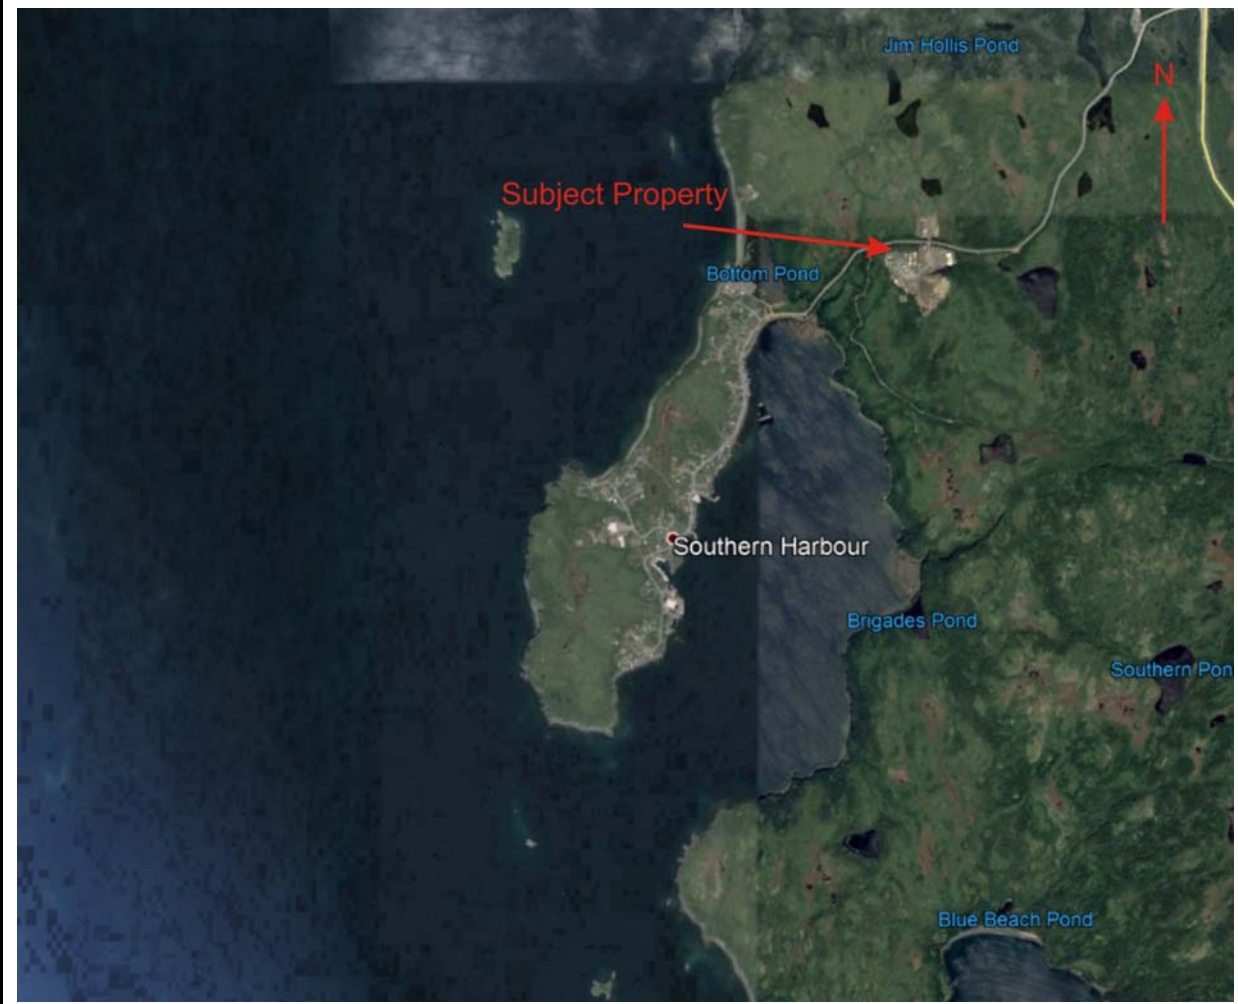 Jim Hollis Pond
N
Subject Property
Bottom Pond
Southern Harbour
Brigades Pond
Southern Pon
Blue Beach Pond